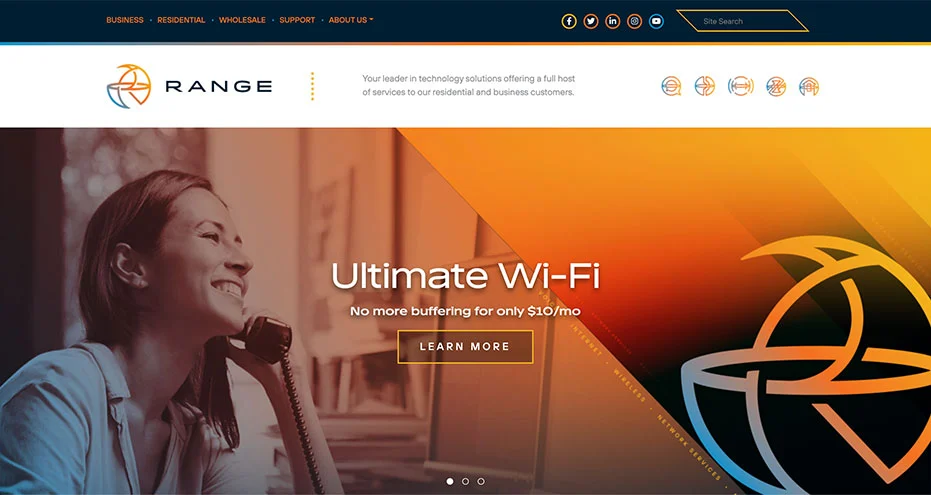 BUSINESS • RESIDENTIAL • WHOLESALE • SUPPORT • ABOUT US
Site Search
RANGE
Your leader in technology solutions offering a full host
of services to our residential and business customers.
Ultimate Wi-Fi
No more buffering for only $10/mo
LEARN MORE
VOICE • INTERNET • WIRELESS • NETWORK SERVICES •